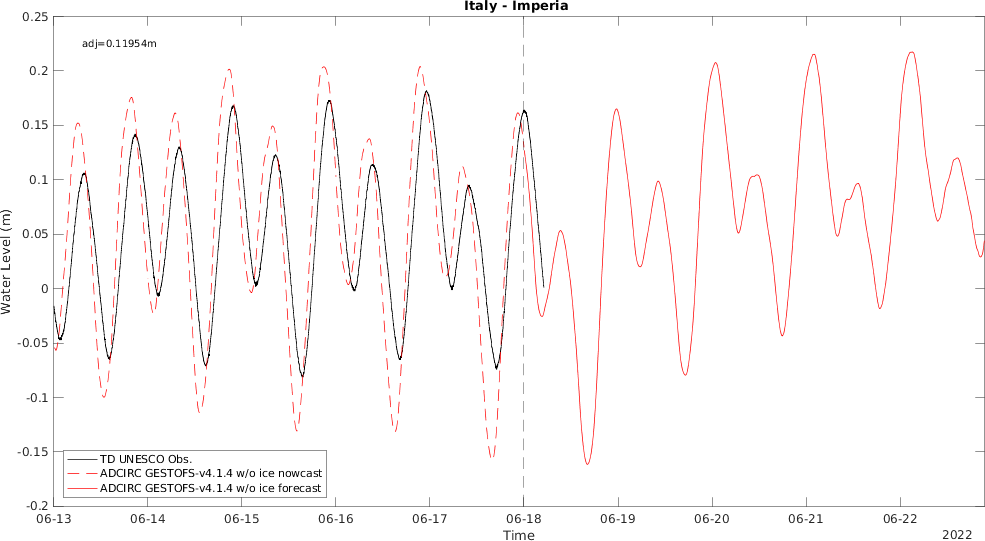 Italy - Imperia
adj=0.11954m
Water Level (m)
0.25
0.2
0.15
0.1
0.05
0
-0.05
-0.1
-0.15
-0.2
TD UNESCO Obs.
ADCIRC GESTOFS-v4.1.4 w/o ice nowcast
ADCIRC GESTOFS-v4.1.4 w/o ice forecast
06-13 06-14 06-15 06-16 06-17 06-18 06-19 06-20 06-21 06-22
Time
2022